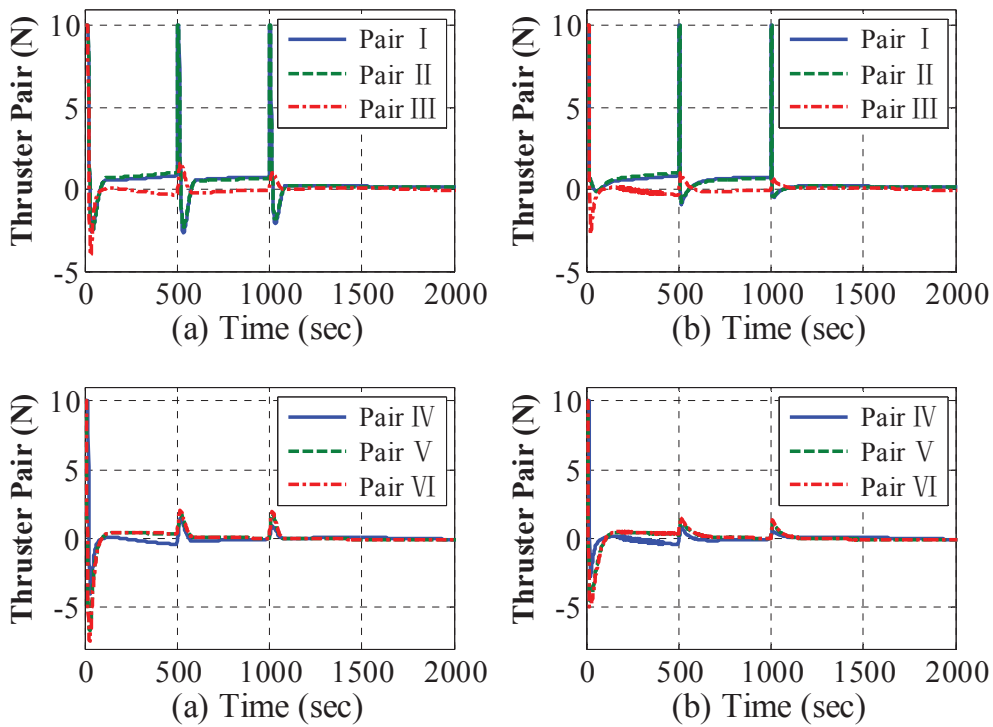 Thruster Pair (N)
10
5
0
-5
Pair Ⅰ
Pair Ⅱ
Pair Ⅲ
0 500 1000 1500 2000
(a) Time (sec)
Thruster Pair (N)
10
5
0
-5
Pair Ⅰ
Pair Ⅱ
Pair Ⅲ
0 500 1000 1500 2000
(b) Time (sec)
Thruster Pair (N)
10
5
0
-5
Pair Ⅳ
Pair Ⅴ
Pair Ⅵ
0 500 1000 1500 2000
(a) Time (sec)
Thruster Pair (N)
10
5
0
-5
Pair Ⅳ
Pair Ⅴ
Pair Ⅵ
0 500 1000 1500 2000
(b) Time (sec)